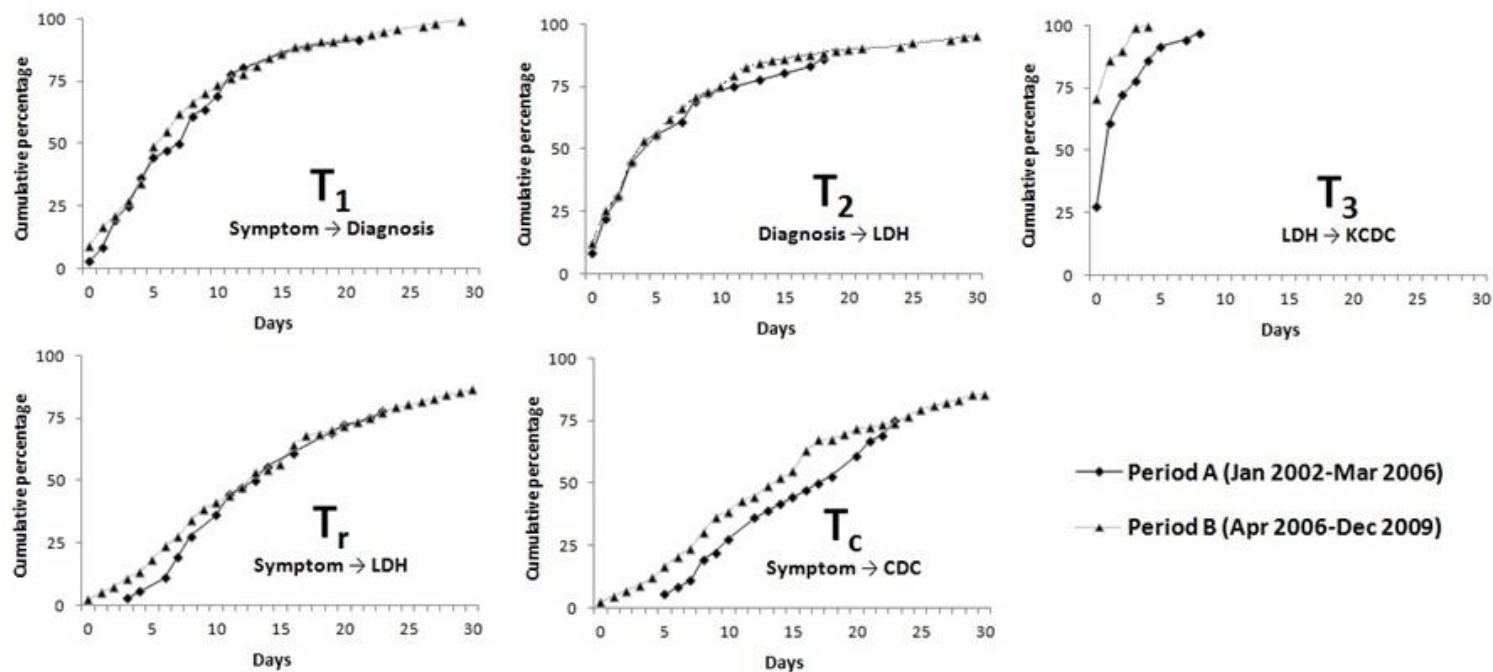 Cumulative percentage
100
75
50
25
0
T1
Symptom → Diagnosis
0 5 10 15 20 25 30
Days
Cumulative percentage
100
75
50
25
0
T2
Diagnosis → LDH
0 5 10 15 20 25 30
Days
Cumulative percentage
100
75
50
25
0
T3
LDH → KCDC
0 5 10 15 20 25 30
Days
Cumulative percentage
100
75
50
25
0
Tr
Symptom → LDH
0 5 10 15 20 25 30
Days
Cumulative percentage
100
75
50
25
0
Tc
Symptom → CDC
0 5 10 15 20 25 30
Days
Period A (Jan 2002-Mar 2006)
Period B (Apr 2006-Dec 2009)